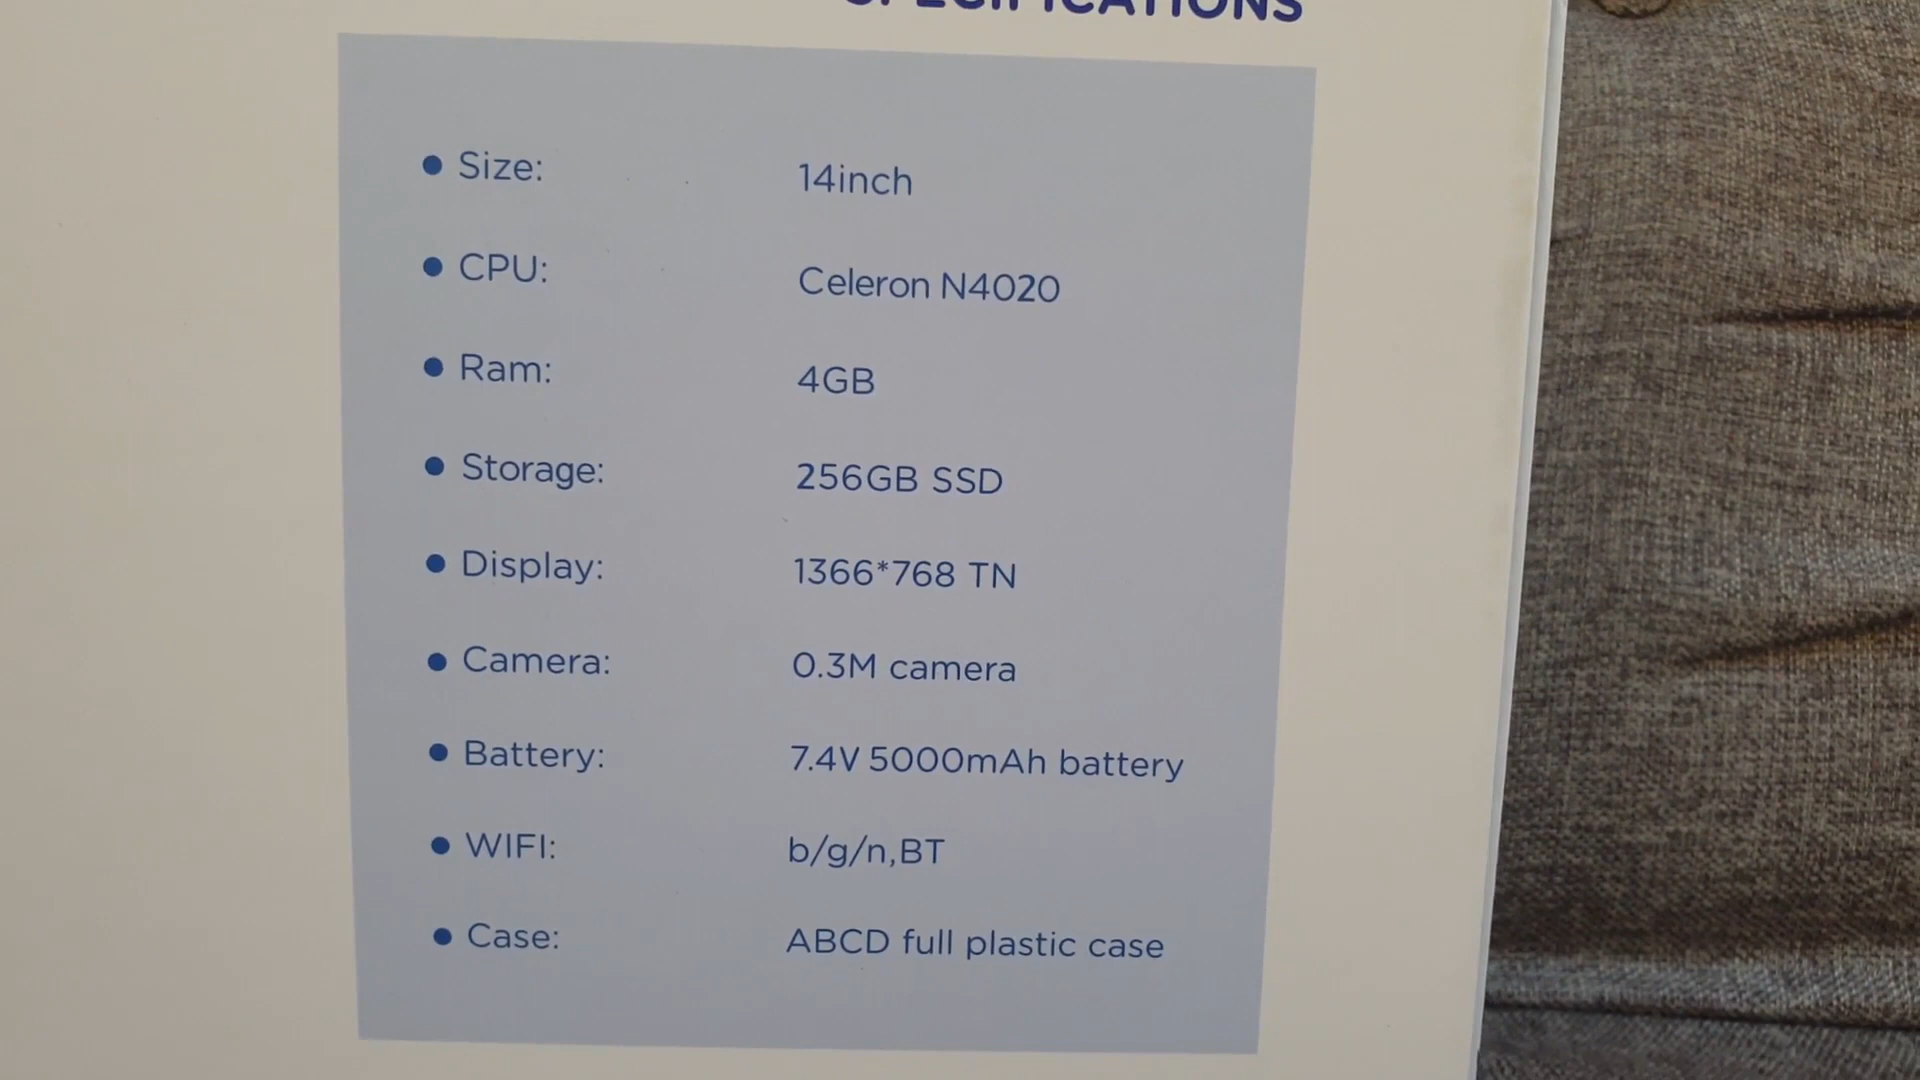 SPECIFICATIONS
● Size: 14inch
● CPU: Celeron N4020
● Ram: 4GB
● Storage: 256GB SSD
● Display: 1366*768 TN
● Camera: 0.3M camera
● Battery: 7.4V 5000mAh battery
● WIFI: b/g/n,BT
● Case: ABCD full plastic case